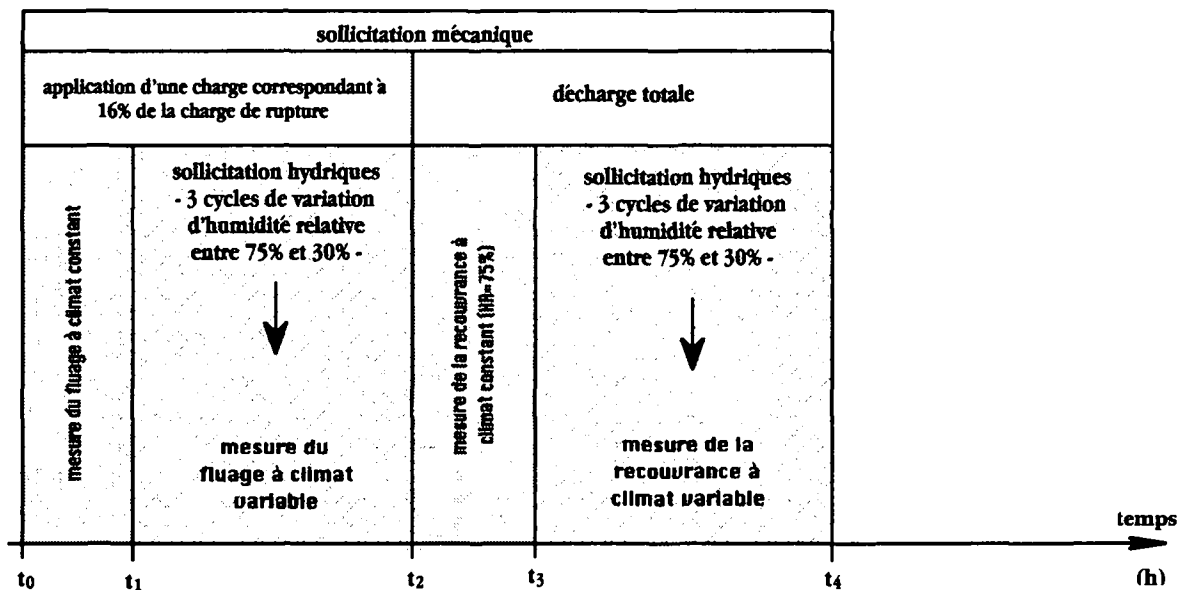 sollicitation mécanique
application d'une charge correspondant à
16% de la charge de rupture
décharge totale
mesure du fluage à climat constant
sollicitation hydriques
- 3 cycles de variation
d'humidité relative
entre 75% et 30% -
mesure du
fluage à climat
variable
mesure de la recouvrance à
climat constant (HR=75%)
sollicitation hydriques
- 3 cycles de variation
d'humidité relative
entre 75% et 30% -
mesure de la
recouvrance à
climat variable
temps
t0 t1 t2 t3 t4 (h)